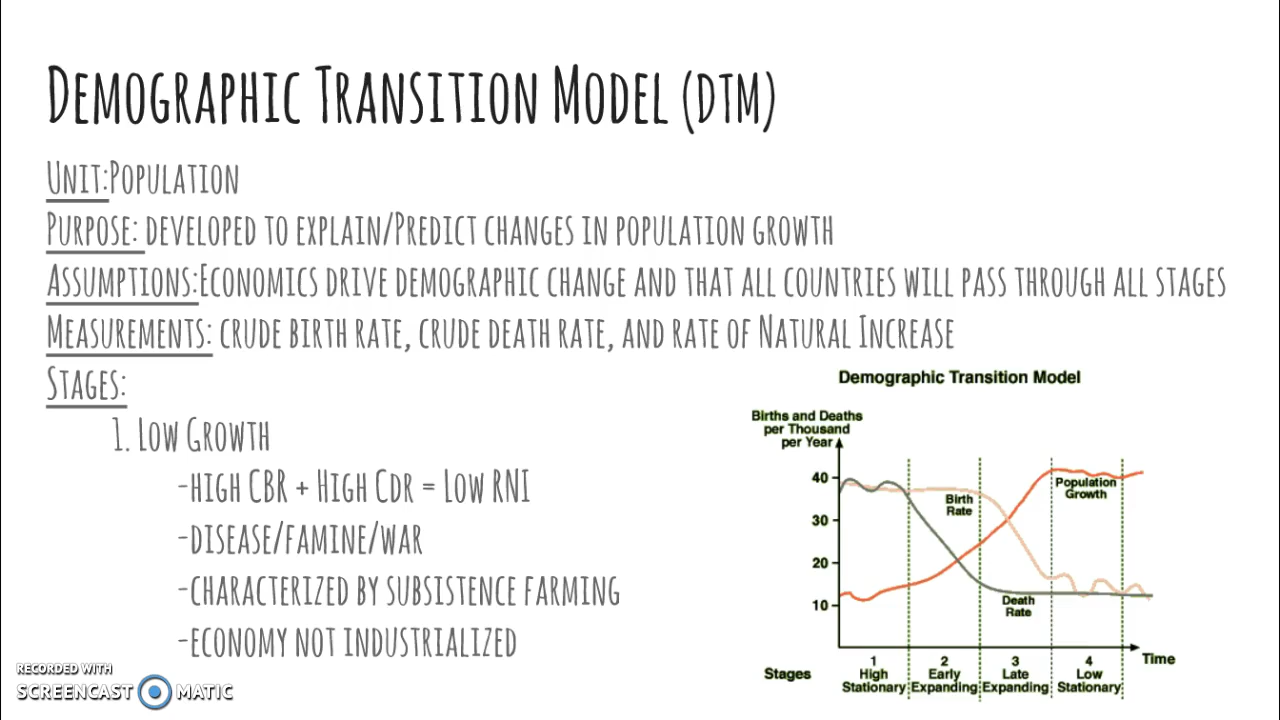 Demographic Transition Model (DTM)
Unit:Population
Purpose: developed to explain/Predict changes in population growth
Assumptions:Economics drive demographic change and that all countries will pass through all stages
Measurements: crude birth rate, crude death rate, and rate of Natural Increase
Stages:
1. Low Growth
-high CBR + High Cdr = Low RNI
-disease/famine/war
-characterized by subsistence farming
-economy not industrialized
Demographic Transition Model
Births and Deaths
per Thousand
per Year
40
30
20
10
Birth
Rate
Population
Growth
Death
Rate
Time
Stages
1
High
Stationary
2
Early
Expanding
3
Late
Expanding
4
Low
Stationary
RECORDED WITH
SCREENCAST MATIC